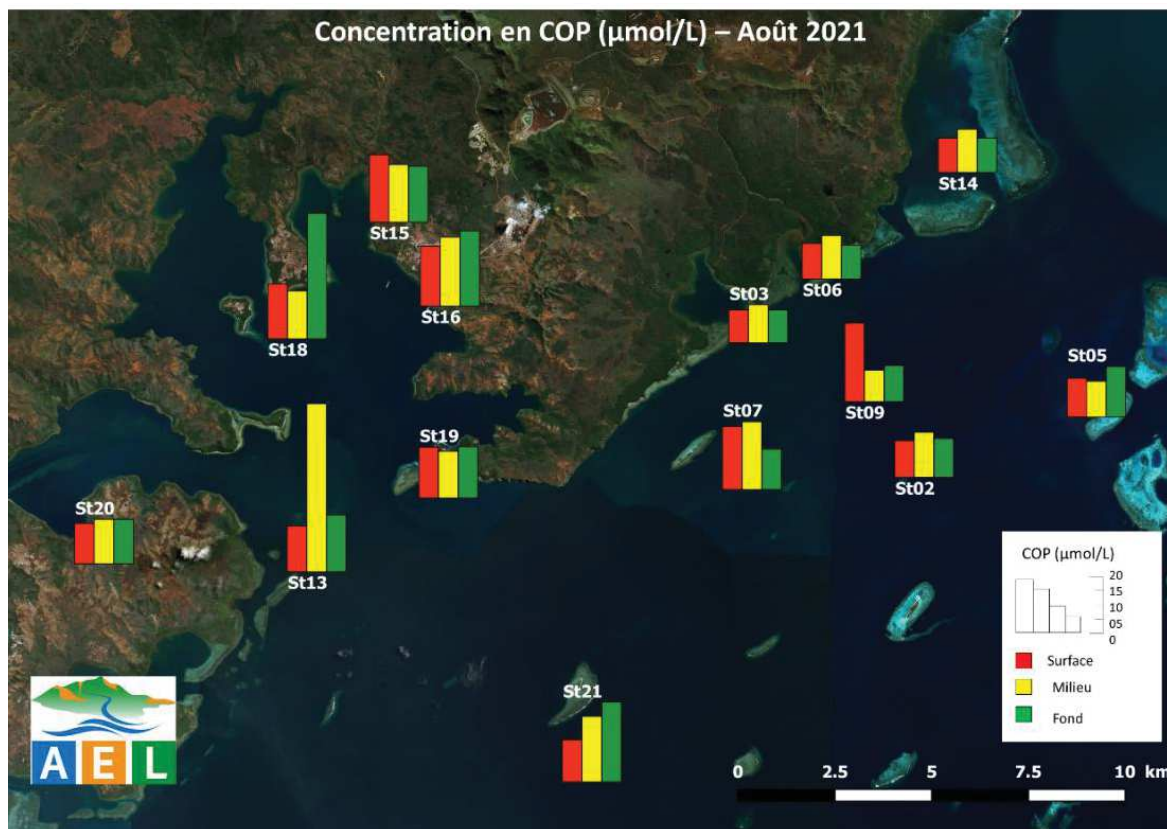 Concentration en COP (µmol/L) – Août 2021
St14
St15
St06
St03
St16
St18
St05
St09
St07
St19
St02
St20
St13
COP (µmol/L)
20
15
10
05
0
Surface
Milieu
Fond
St21
A E L
0 2.5 5 7.5 10 km